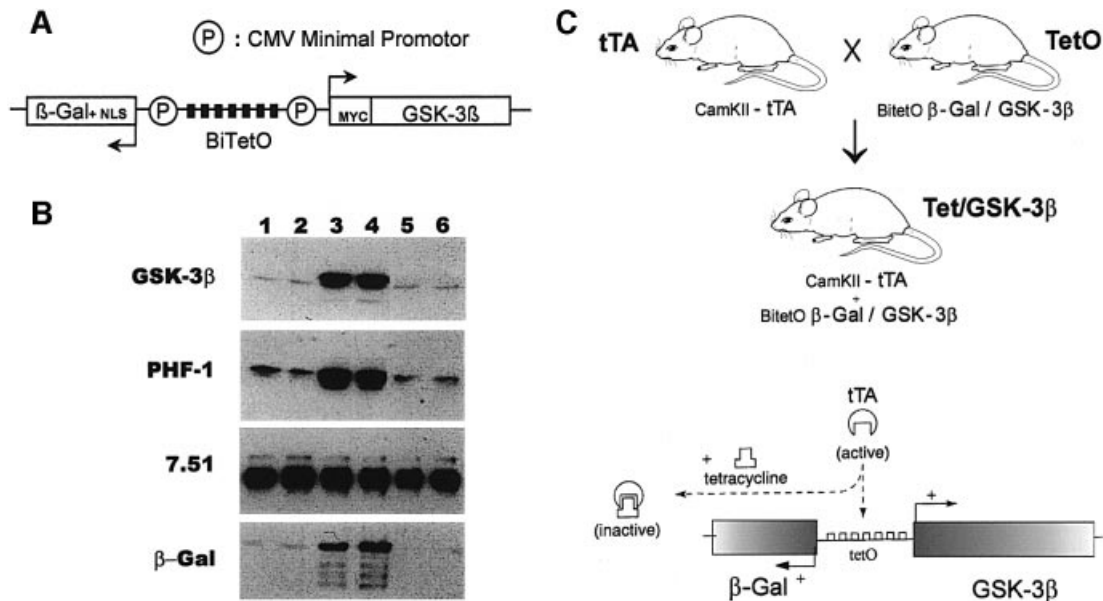 A
P : CMV Minimal Promotor
ß-Gal+ NLS P P MYC GSK-3ß
BiTetO
B
1 2 3 4 5 6
GSK-3β
PHF-1
7.51
β-Gal
C
tTA X TetO
CamKII - tTA BitetO β-Gal / GSK-3β
Tet/GSK-3β
CamKII - tTA
+
BitetO β-Gal / GSK-3β
tTA
(active)
+
tetracycline
(inactive)
+
tetO
+
β-Gal GSK-3β